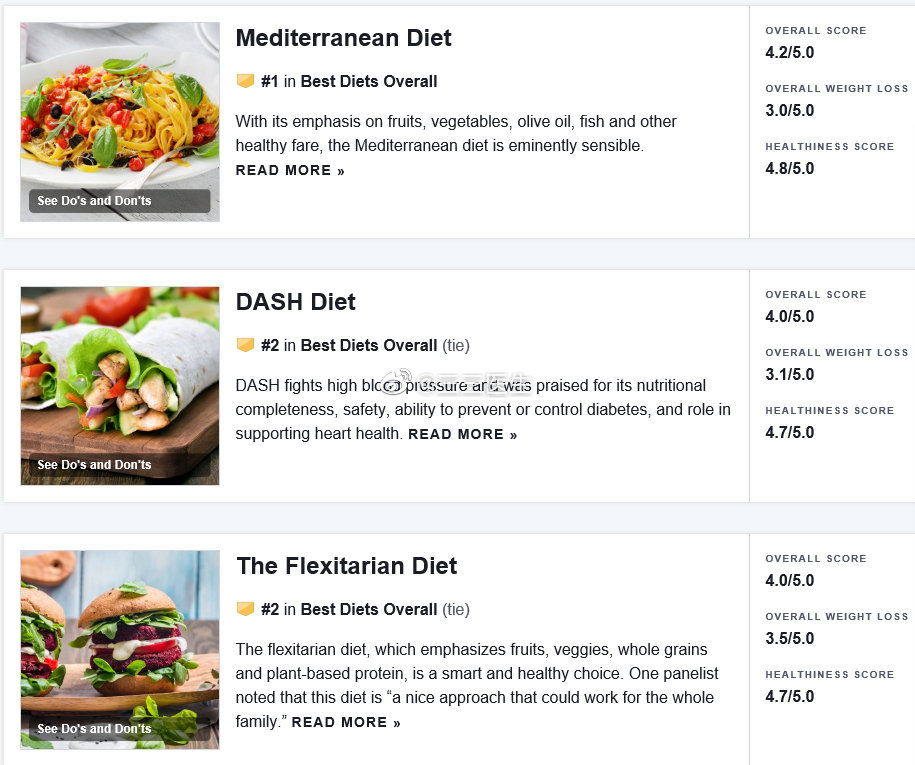 Mediterranean Diet
#1 in Best Diets Overall
With its emphasis on fruits, vegetables, olive oil, fish and other
healthy fare, the Mediterranean diet is eminently sensible.
READ MORE »
See Do's and Don'ts
OVERALL SCORE
4.2/5.0
OVERALL WEIGHT LOSS
3.0/5.0
HEALTHINESS SCORE
4.8/5.0
DASH Diet
#2 in Best Diets Overall (tie)
DASH fights high blood pressure and was praised for its nutritional
completeness, safety, ability to prevent or control diabetes, and role in
supporting heart health. READ MORE »
See Do's and Don'ts
OVERALL SCORE
4.0/5.0
OVERALL WEIGHT LOSS
3.1/5.0
HEALTHINESS SCORE
4.7/5.0
The Flexitarian Diet
#2 in Best Diets Overall (tie)
The flexitarian diet, which emphasizes fruits, veggies, whole grains
and plant-based protein, is a smart and healthy choice. One panelist
noted that this diet is “a nice approach that could work for the whole
family.” READ MORE »
See Do's and Don'ts
OVERALL SCORE
4.0/5.0
OVERALL WEIGHT LOSS
3.5/5.0
HEALTHINESS SCORE
4.7/5.0